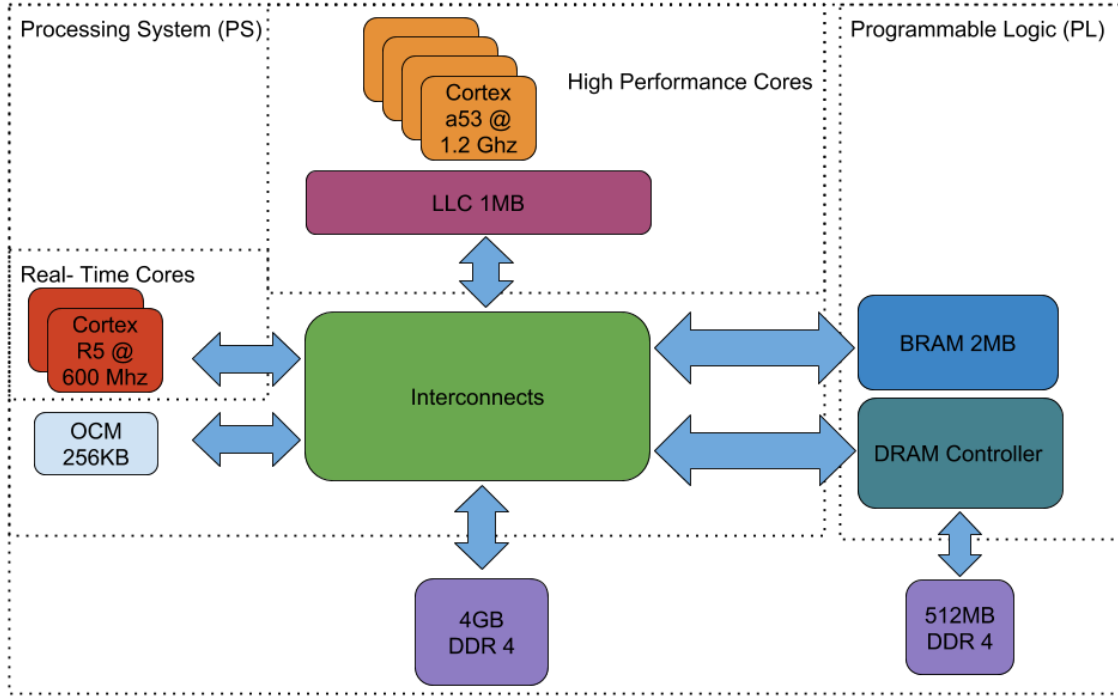 Processing System (PS)
Programmable Logic (PL)
High Performance Cores
Cortex
a53 @
1.2 Ghz
LLC 1MB
Real- Time Cores
Cortex
R5 @
600 Mhz
OCM
256KB
Interconnects
BRAM 2MB
DRAM Controller
4GB
DDR 4
512MB
DDR 4